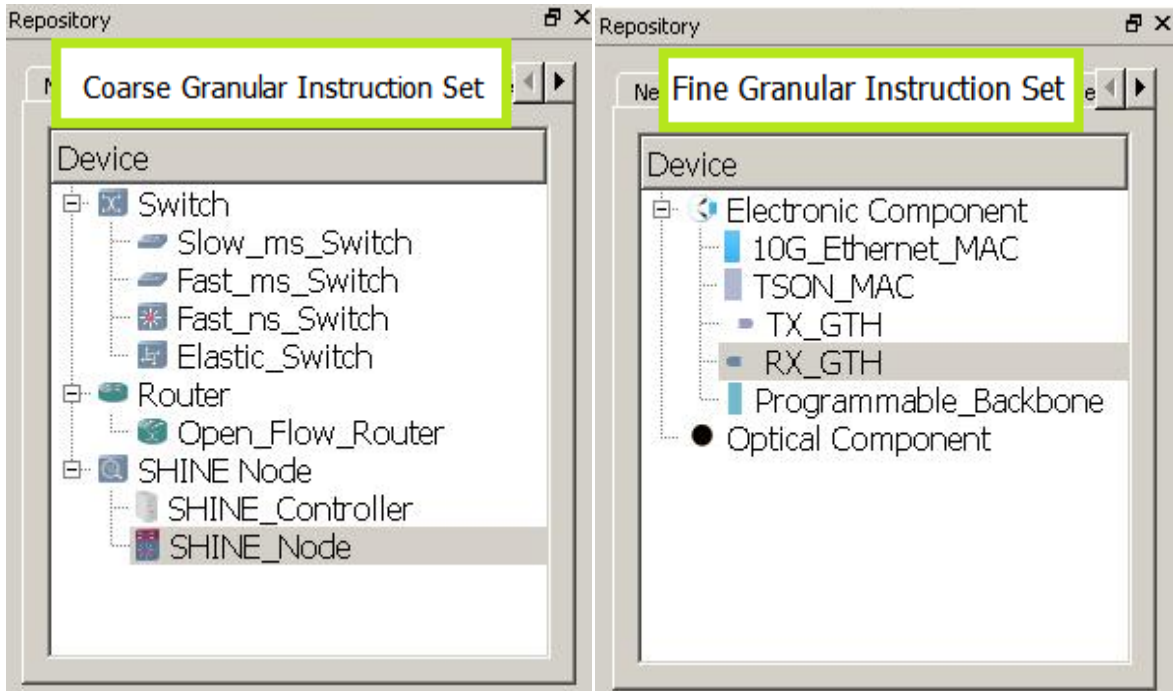 Repository
Coarse Granular Instruction Set
Device
Switch
Slow_ms_Switch
Fast_ms_Switch
Fast_ns_Switch
Elastic_Switch
Router
Open_Flow_Router
SHINE Node
SHINE_Controller
SHINE_Node
Repository
Fine Granular Instruction Set
Device
Electronic Component
10G_Ethernet_MAC
TSON_MAC
TX_GTH
RX_GTH
Programmable_Backbone
Optical Component